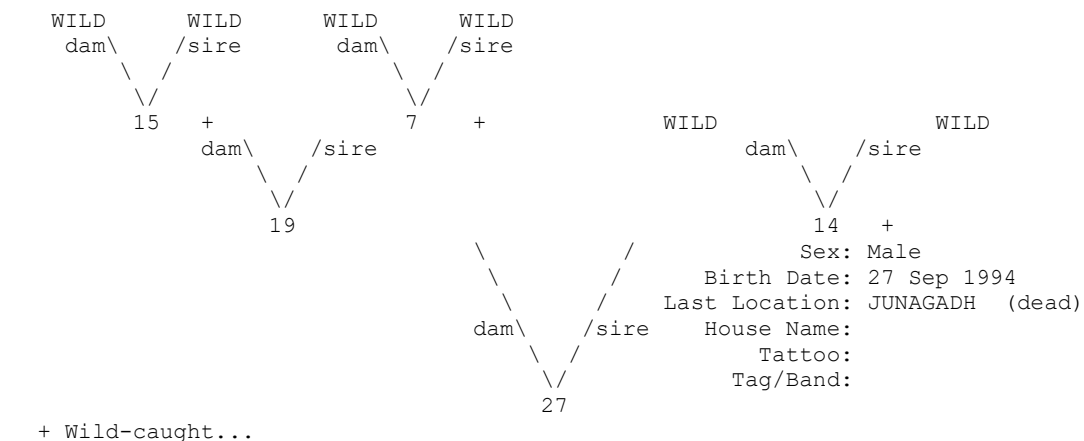 WILD WILD WILD WILD
dam\ /sire dam\ /sire
\ / \ /
\/ \/
15 + 7 + WILD WILD
dam\ /sire dam\ /sire
\ / \ /
\/ \/
19 14 +
\ / Sex: Male
\ / Birth Date: 27 Sep 1994
\ / Last Location: JUNAGADH (dead)
dam\ /sire House Name:
\ / Tattoo:
\/ Tag/Band:
27
+ Wild-caught...